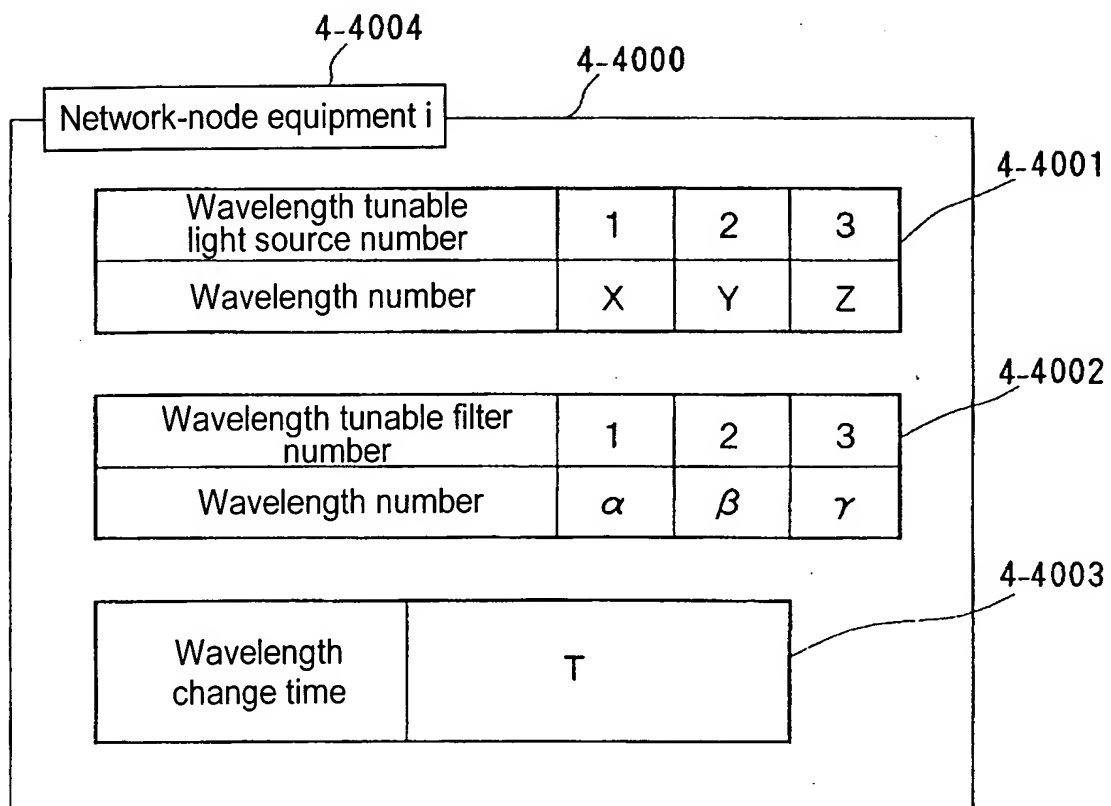 4-4004
4-4000
Network-node equipment i
4-4001
Wavelength tunable
light source number
1
2
3
Wavelength number
X
Y
Z
4-4002
Wavelength tunable filter
number
1
2
3
Wavelength number
α
β
γ
4-4003
Wavelength
change time
T